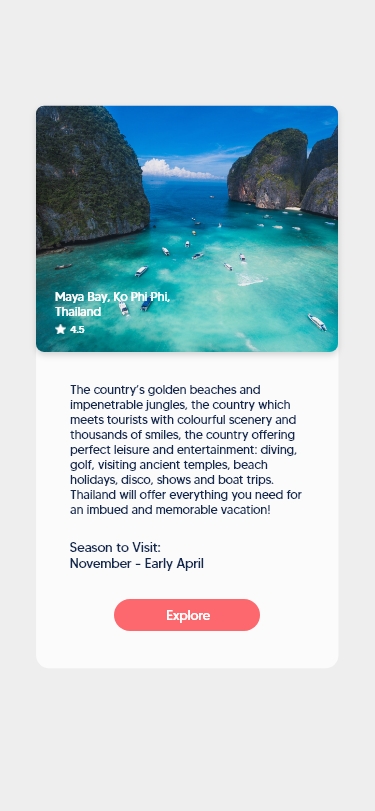 Maya Bay, Ko Phi Phi,
Thailand
4.5
The country's golden beaches and
impenetrable jungles, the country which
meets tourists with colourful scenery and
thousands of smiles, the country offering
perfect leisure and entertainment: diving,
golf, visiting ancient temples, beach
holidays, disco, shows and boat trips.
Thailand will offer everything you need for
an imbued and memorable vacation!
Season to Visit:
November - Early April
Explore